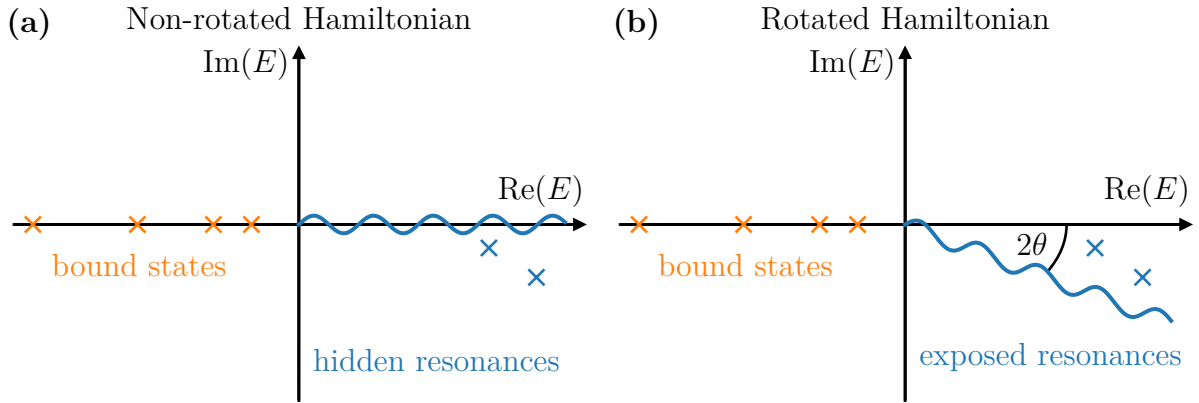 (a) Non-rotated Hamiltonian
Im(E)
Re(E)
bound states
hidden resonances
(b) Rotated Hamiltonian
Im(E)
Re(E)
2θ
bound states
exposed resonances